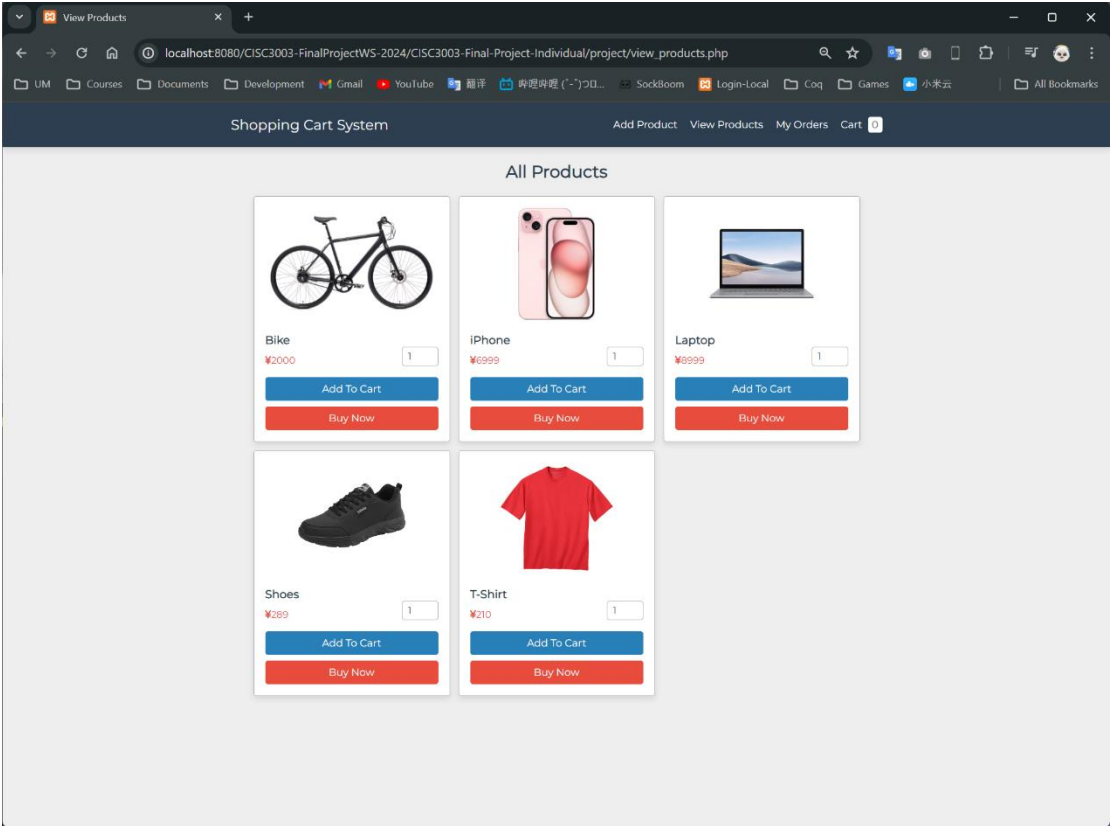 View Products
localhost:8080/CISC3003-FinalProjectWS-2024/CISC3003-Final-Project-Individual/project/view_products.php
UM Courses Documents Development Gmail YouTube 翻译 哔哩哔哩 SockBoom Login-Local Coq Games 小米云 All Bookmarks
Shopping Cart System Add Product View Products My Orders Cart 0
All Products
Bike iPhone Laptop
¥2000 1 ¥6999 1 ¥8999 1
Add To Cart Add To Cart Add To Cart
Buy Now Buy Now Buy Now
Shoes T-Shirt
¥289 1 ¥210 1
Add To Cart Add To Cart
Buy Now Buy Now